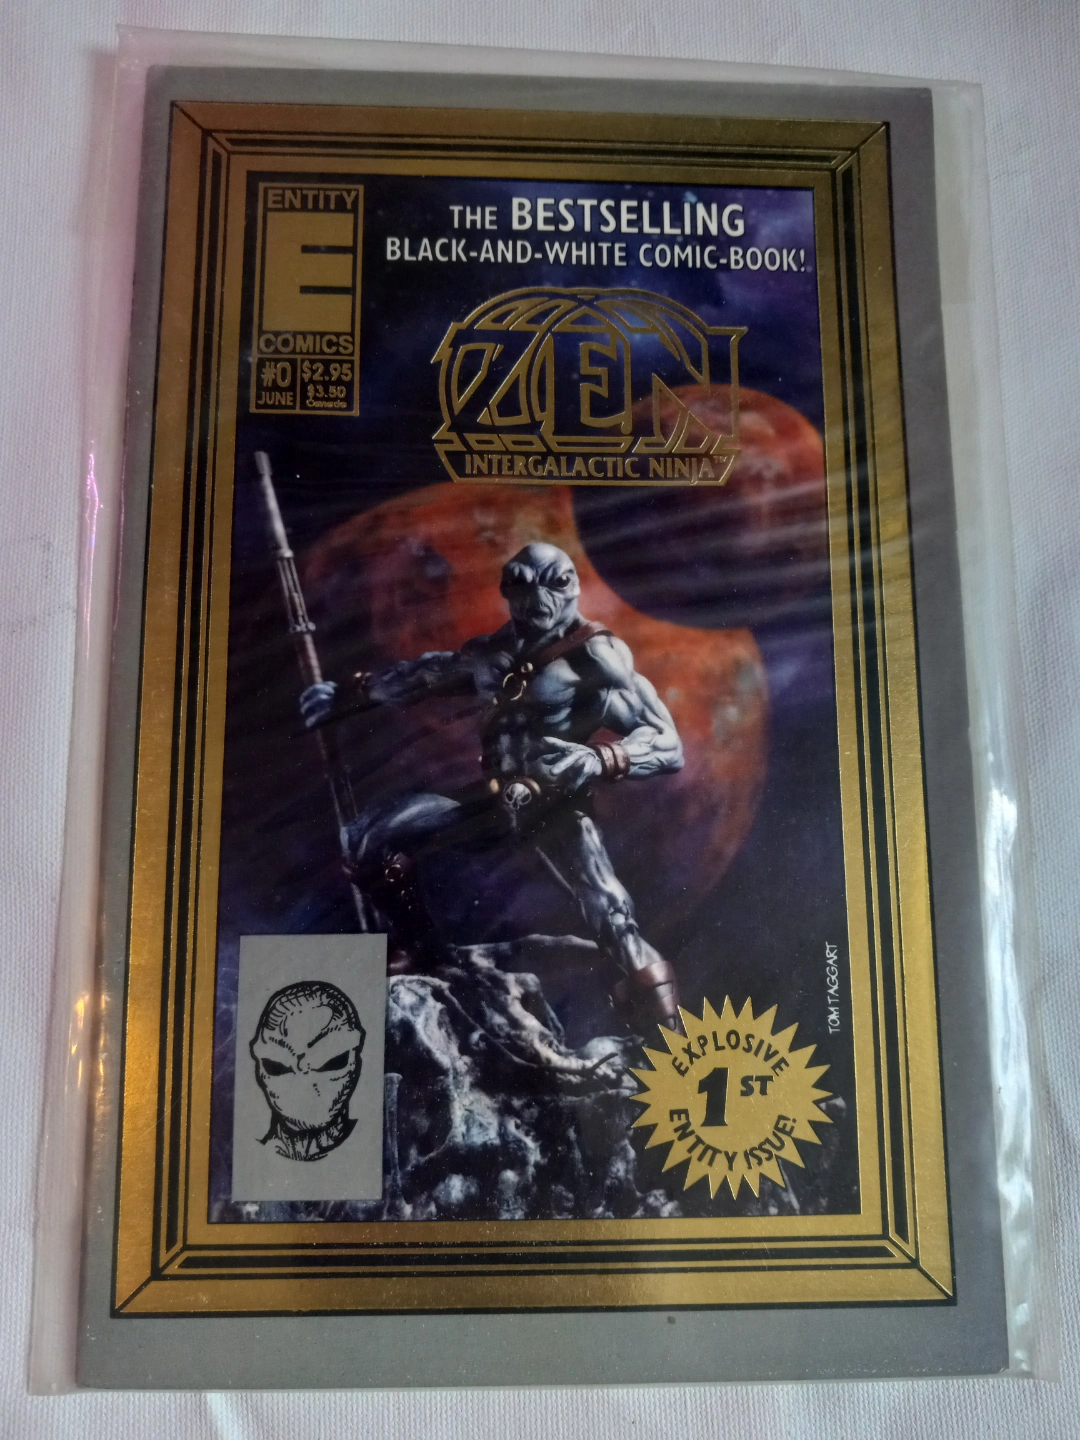 ENTITY
E
COMICS
#0
JUNE
$2.95
$3.50
Canada
THE BESTSELLING
BLACK-AND-WHITE COMIC-BOOK!
ZEN
INTERGALACTIC NINJA™
TOM TAGGART
EXPLOSIVE
1ST
ENTITY ISSUE!